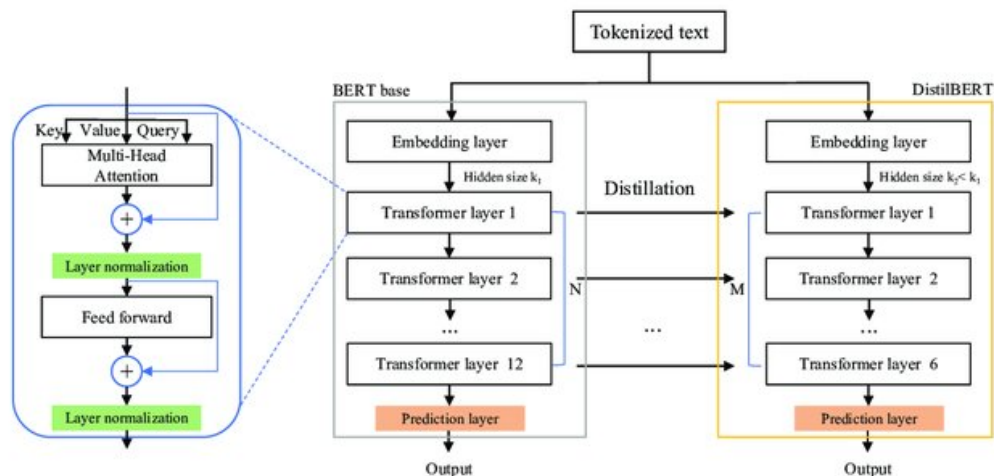 Tokenized text
BERT base
DistilBERT
Key Value Query
Multi-Head
Attention
+
Layer normalization
Feed forward
+
Layer normalization
Embedding layer
Hidden size k₁
Transformer layer 1
Transformer layer 2
...
Transformer layer 12
Prediction layer
Output
N
Distillation
...
M
Embedding layer
Hidden size k₂< k₁
Transformer layer 1
Transformer layer 2
...
Transformer layer 6
Prediction layer
Output